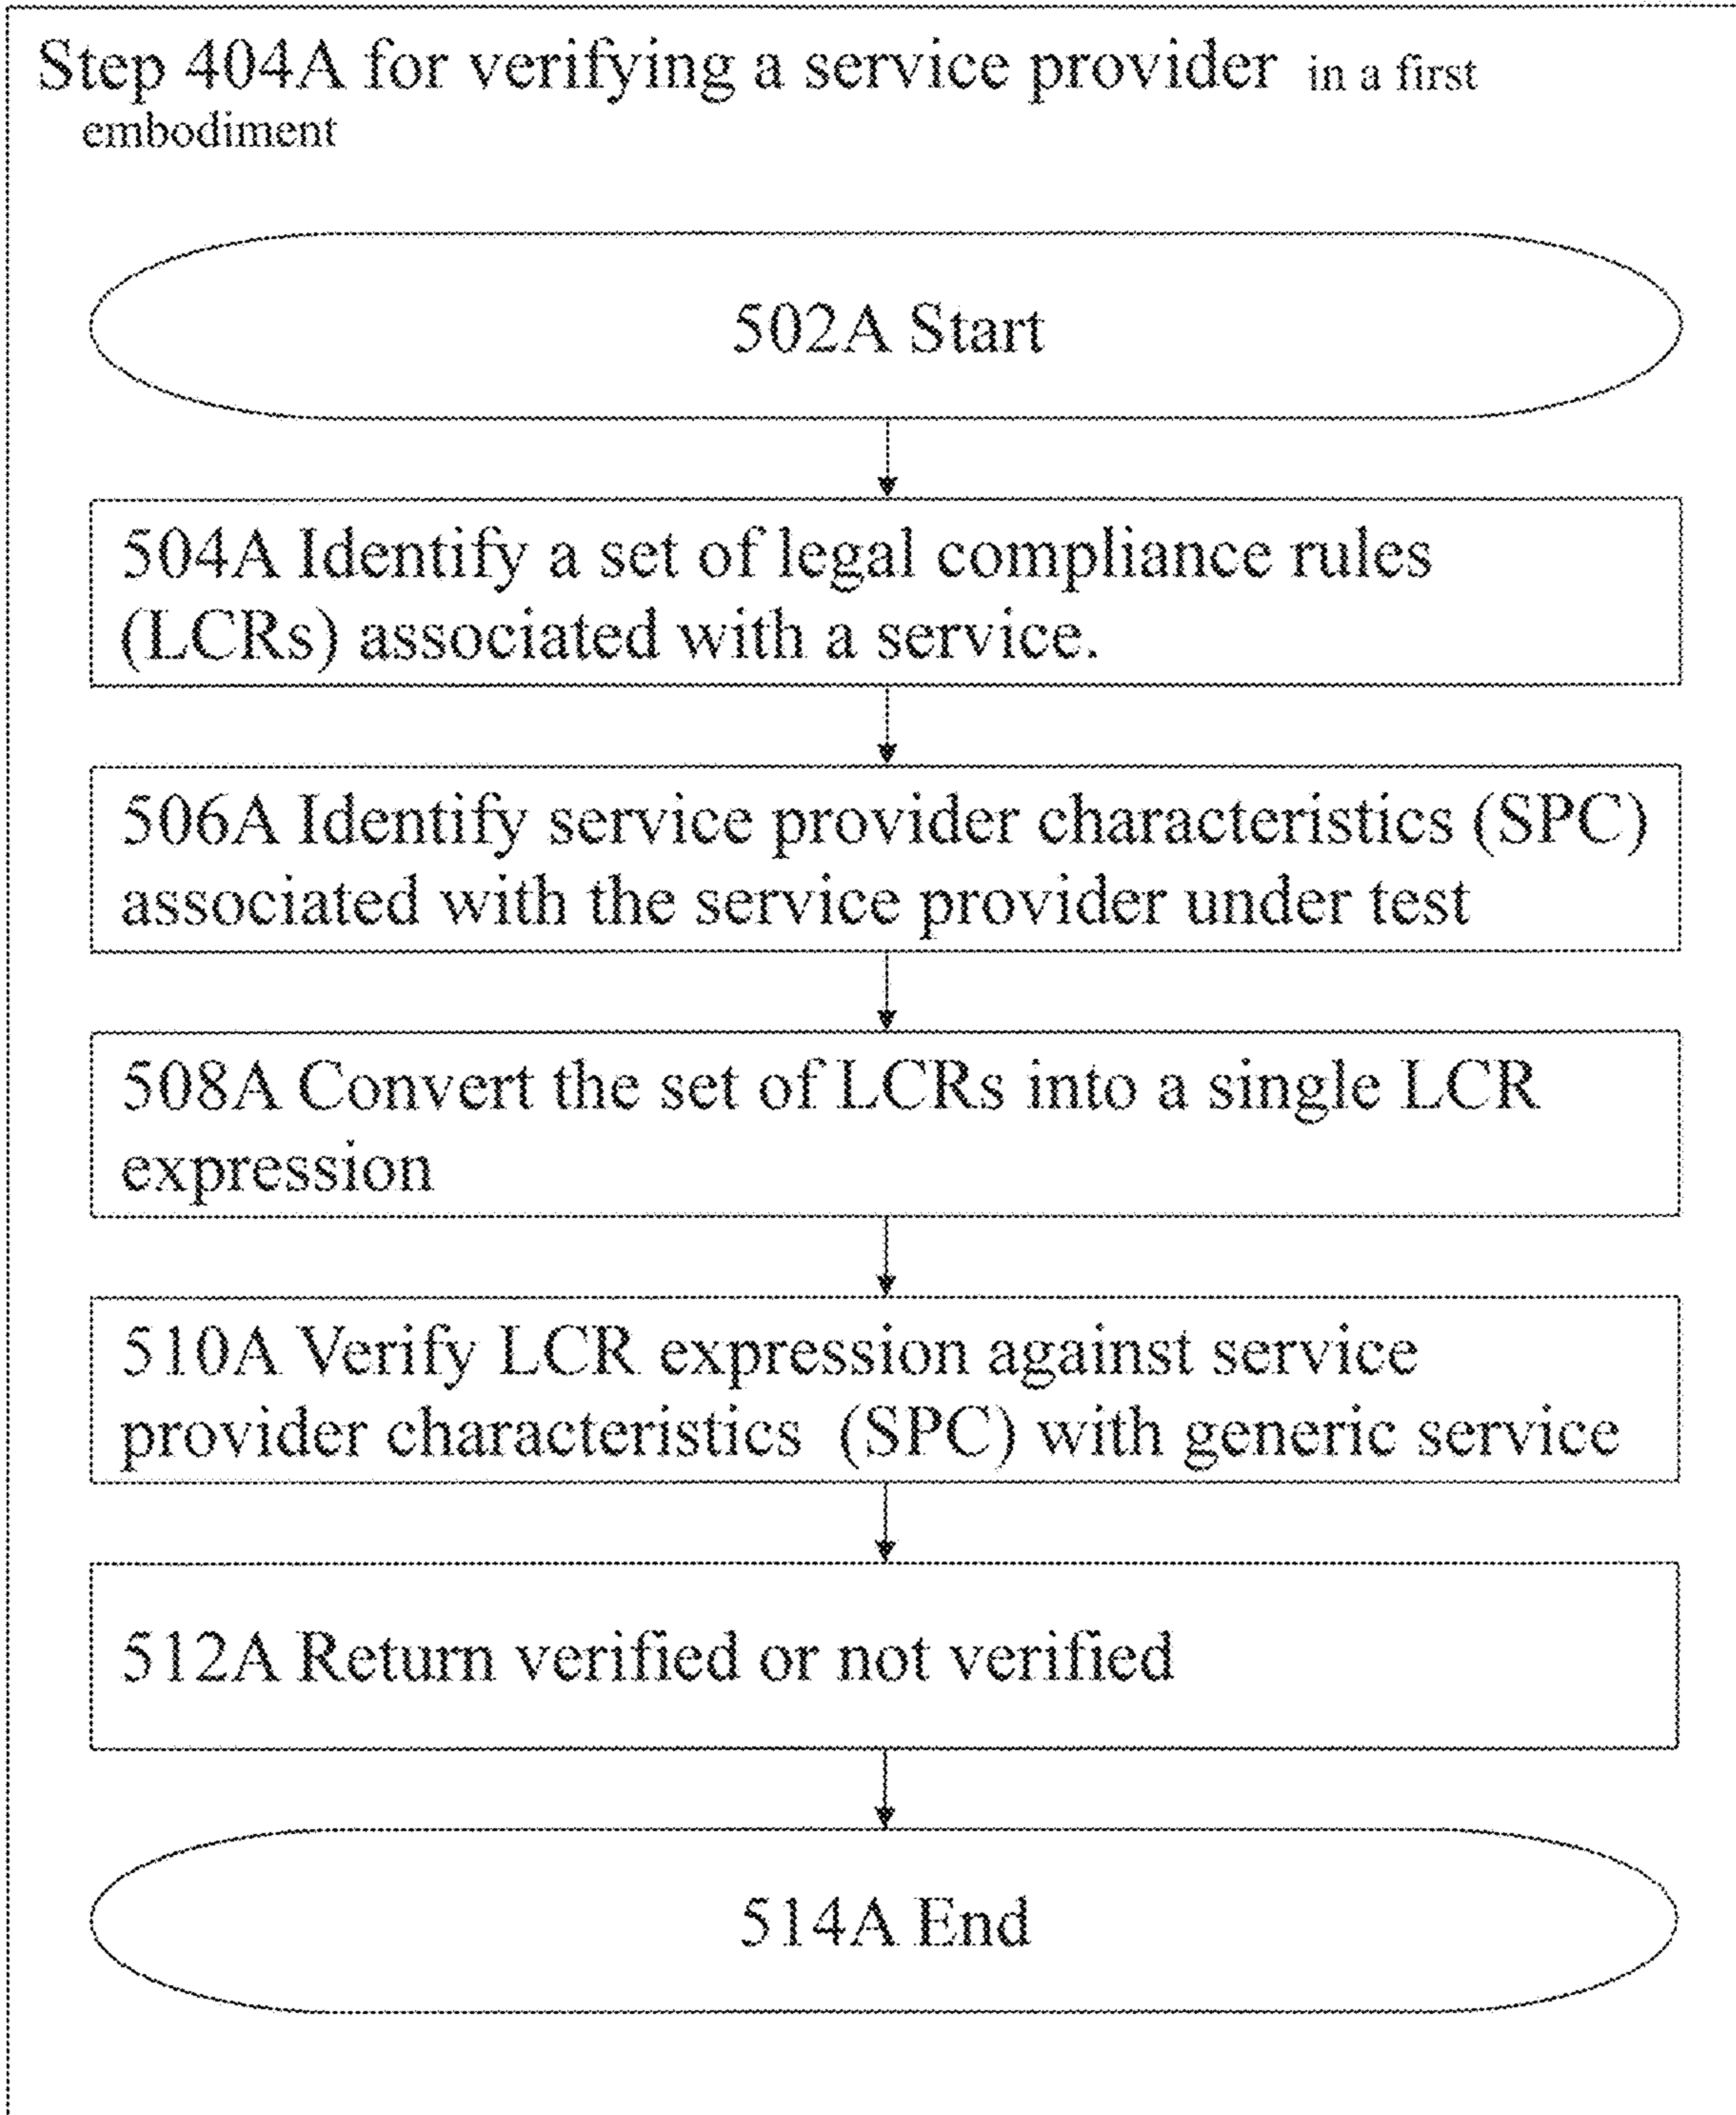 Step 404A for verifying a service provider in a first
embodiment
502A Start
504A Identify a set of legal compliance rules
(LCRs) associated with a service.
506A Identify service provider characteristics (SPC)
associated with the service provider under test
508A Convert the set of LCRs into a single LCR
expression
510A Verify LCR expression against service
provider characteristics (SPC) with generic service
512A Return verified or not verified
514A End